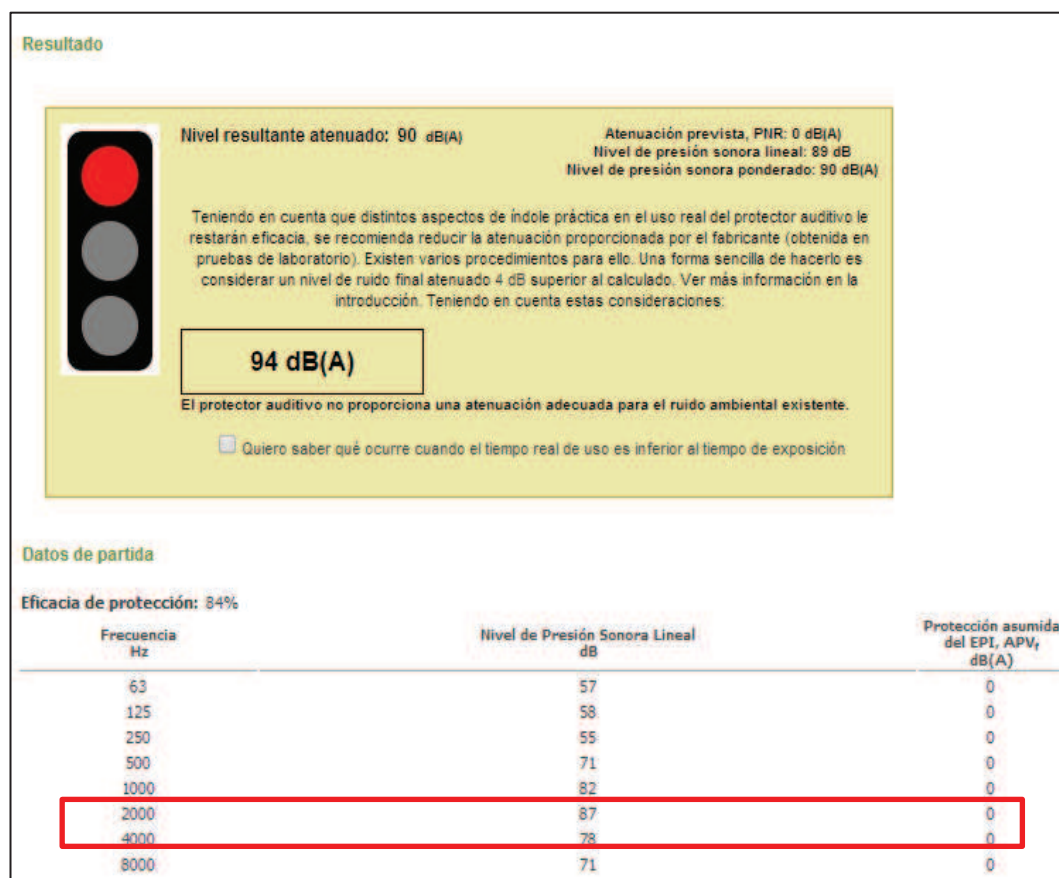 Resultado
Nivel resultante atenuado: 90 dB(A)
Atenuación prevista, PNR: 0 dB(A)
Nivel de presión sonora lineal: 89 dB
Nivel de presión sonora ponderado: 90 dB(A)
Teniendo en cuenta que distintos aspectos de índole práctica en el uso real del protector auditivo le
restarán eficacia, se recomienda reducir la atenuación proporcionada por el fabricante (obtenida en
pruebas de laboratorio). Existen varios procedimientos para ello. Una forma sencilla de hacerlo es
considerar un nivel de ruido final atenuado 4 dB superior al calculado. Ver más información en la
introducción. Teniendo en cuenta estas consideraciones:
94 dB(A)
El protector auditivo no proporciona una atenuación adecuada para el ruido ambiental existente.
Quiero saber qué ocurre cuando el tiempo real de uso es inferior al tiempo de exposición
Datos de partida
Eficacia de protección: 84%
Frecuencia Nivel de Presión Sonora Lineal Protección asumida
Hz dB del EPI, APVf
dB(A)
63 57 0
125 58 0
250 55 0
500 71 0
1000 82 0
2000 87 0
4000 78 0
8000 71 0